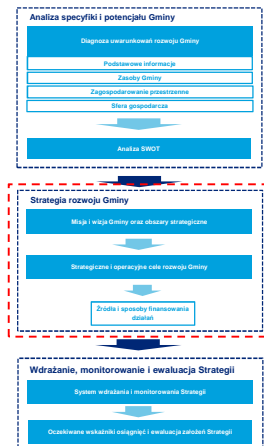 Analiza specyfiki i potencjału Gminy
Diagnoza uwarunkowań rozwoju Gminy
Podstawowe informacje
Zasoby Gminy
Zagospodarowanie przestrzenne
Sfera gospodarcza
Analiza SWOT
Strategia rozwoju Gminy
Misja i wizja Gminy oraz obszary strategiczne
Strategiczne i operacyjne cele rozwoju Gminy
Źródła i sposoby finansowania
działań
Wdrażanie, monitorowanie i ewaluacja Strategii
System wdrażania i monitorowania Strategii
Oczekiwane wskaźniki osiągnięć i ewaluacja założeń Strategii